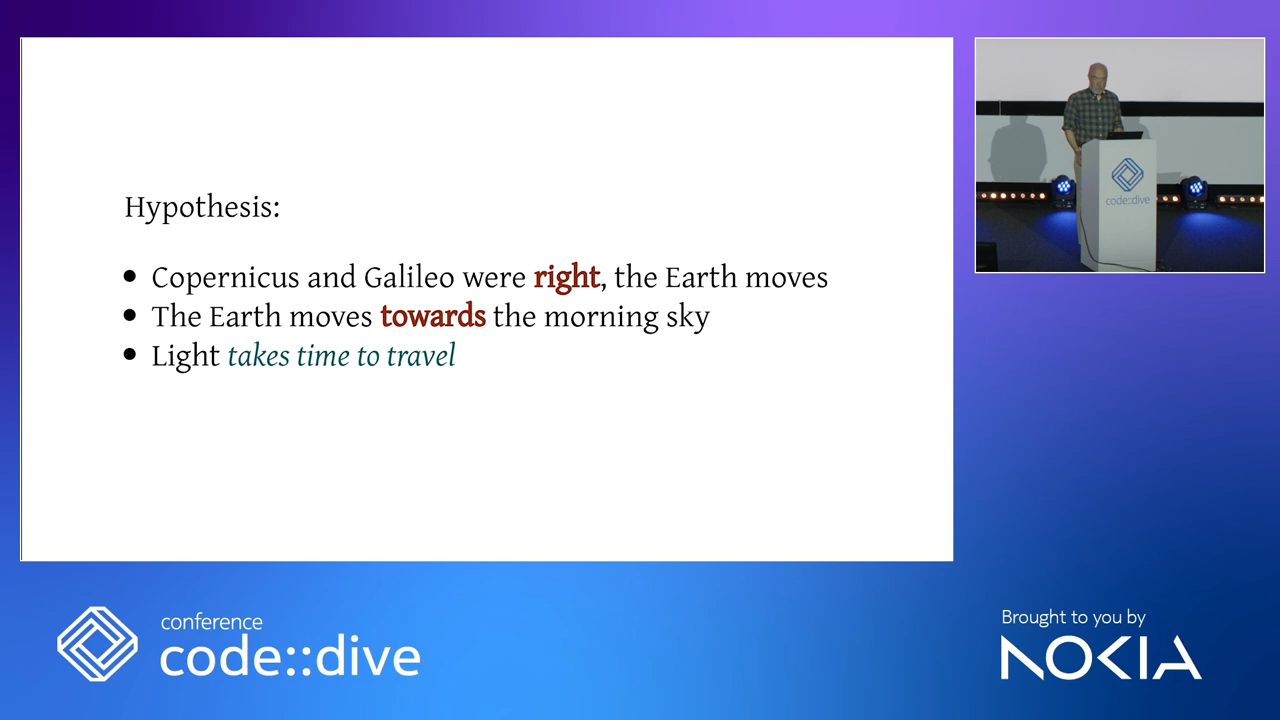 Hypothesis:
Copernicus and Galileo were right, the Earth moves
The Earth moves towards the morning sky
Light takes time to travel
code::dive
conference
code::dive
Brought to you by
NOKIA